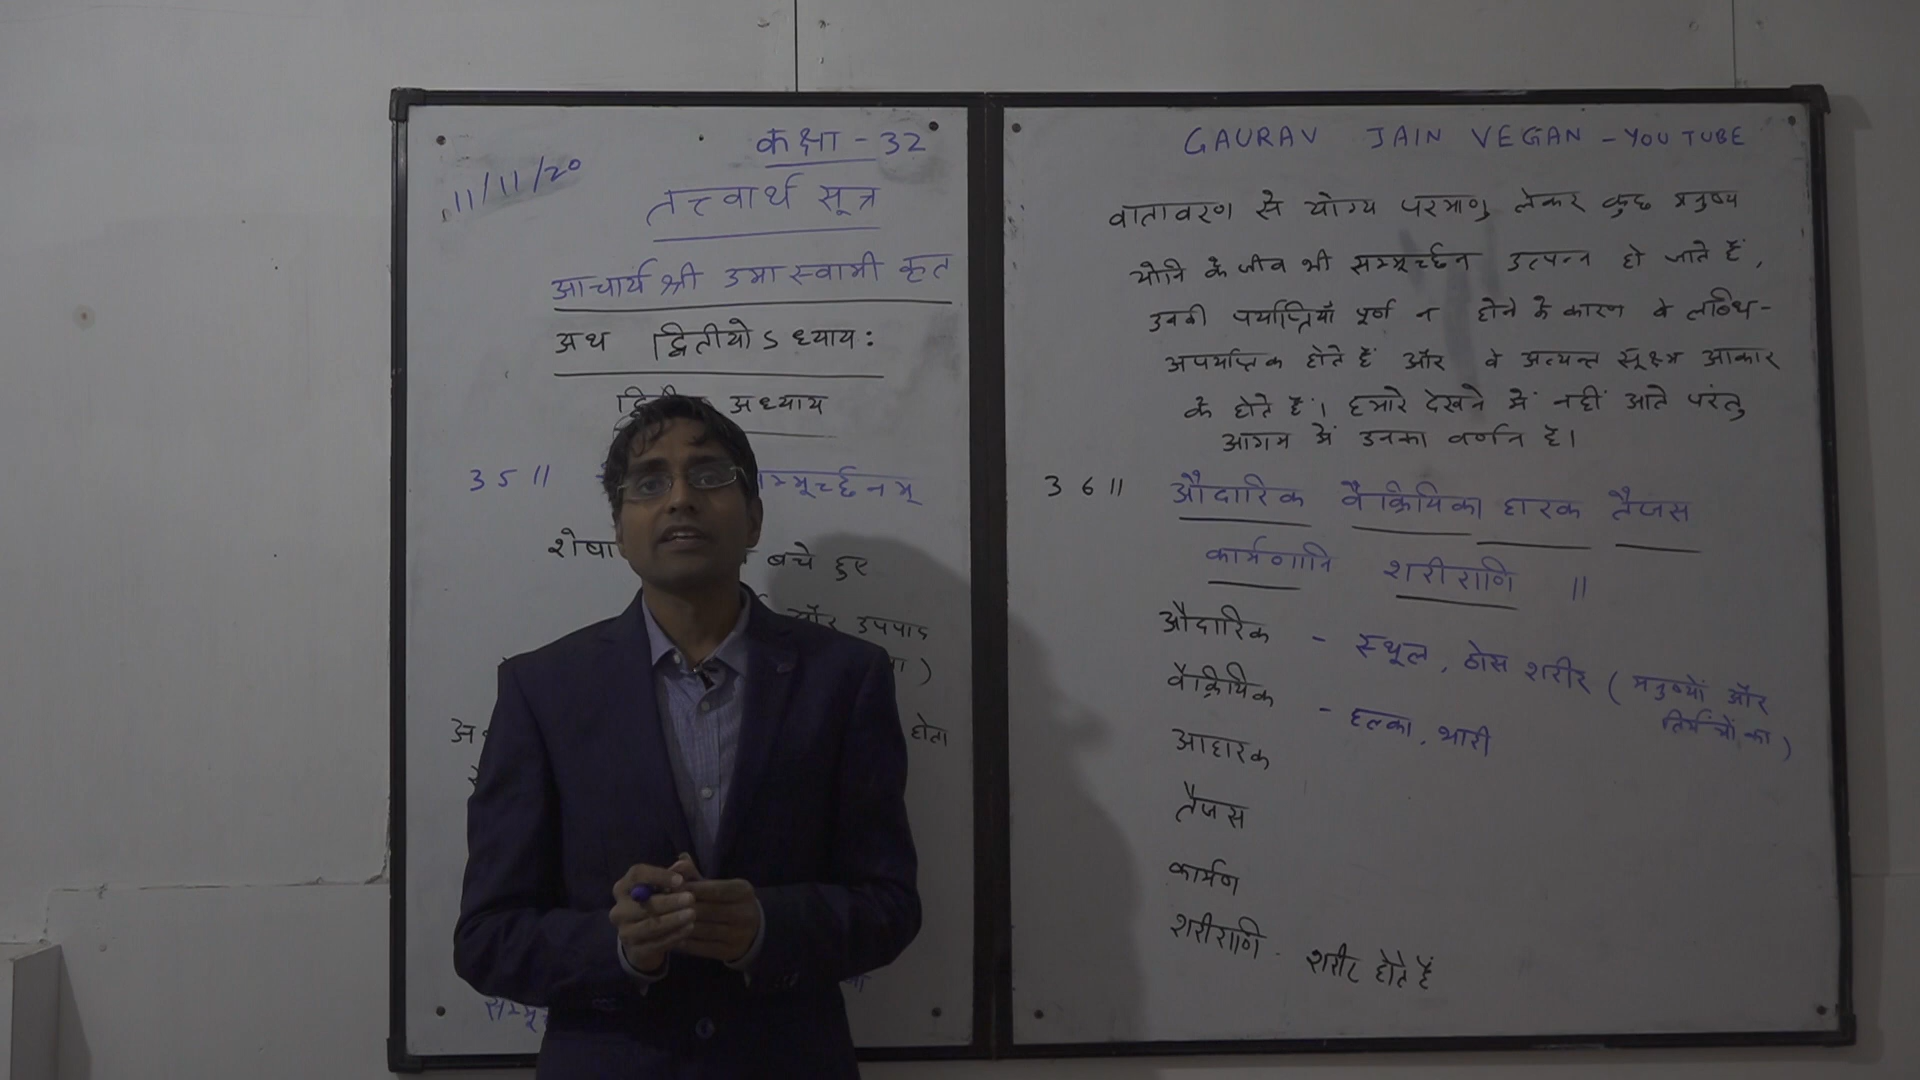 कक्षा - 32
11/11/20
तत्त्वार्थ सूत्र
आचार्य श्री उमास्वामी कृत
अथ द्वितीयोऽध्यायः
अध्याय
35 ||
शेषा बचे हुए
और उपपाद
होता
GAURAV JAIN VEGAN - YOUTUBE
वातावरण से योग्य परमाणु लेकर कुछ मनुष्य
योनि के जीव भी सम्मूर्च्छन उत्पन्न हो जाते हैं,
उनकी पर्याप्तियाँ पूर्ण न होने के कारण वे लब्धि-
अपर्याप्तक होते हैं और वे अत्यन्त सूक्ष्म आकार
के होते हैं। हमारे देखने में नहीं आते परंतु
आगम में उनका वर्णन है।
36 || औदारिक वैक्रियिका हारक तैजस
कार्मणानि शरीराणि ||
औदारिक - स्थूल, ठोस शरीर (मनुष्यों और
तिर्यंचों का)
वैक्रियिक - हल्का, भारी
आहारक
तैजस
कार्मण
शरीराणि - शरीर होते हैं